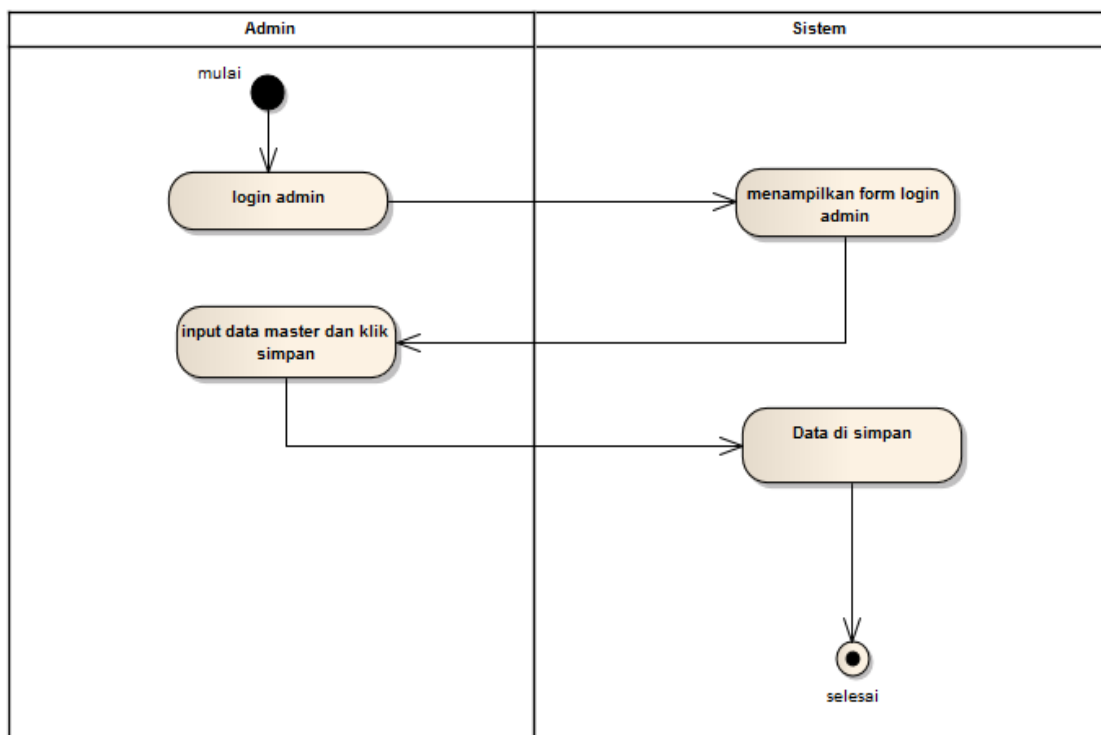 Admin
Sistem
mulai
login admin
menampilkan form login
admin
input data master dan klik
simpan
Data di simpan
selesai